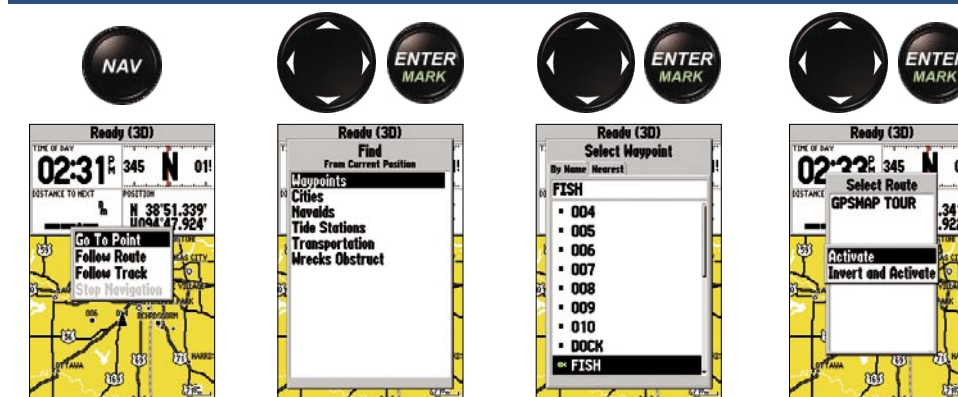 NAV
ENTER
MARK
ENTER
MARK
ENTER
MARK
Ready (3D)
TIME OF DAY
02:31 PM
345 N 01!
DISTANCE TO NEXT
POSITION
N 38°51.339'
W094°47.924'
Go To Point
Follow Route
Follow Track
Stop Navigation
006
OTTAWA
Ready (3D)
Find
From Current Position
Waypoints
Cities
Navaids
Tide Stations
Transportation
Wrecks Obstruct
Ready (3D)
Select Waypoint
By Name Nearest
FISH
004
005
006
007
008
009
010
DOCK
FISH
Ready (3D)
TIME OF DAY
345 N 01!
Select Route
GPSMAP TOUR
Activate
Invert and Activate
OTTAWA